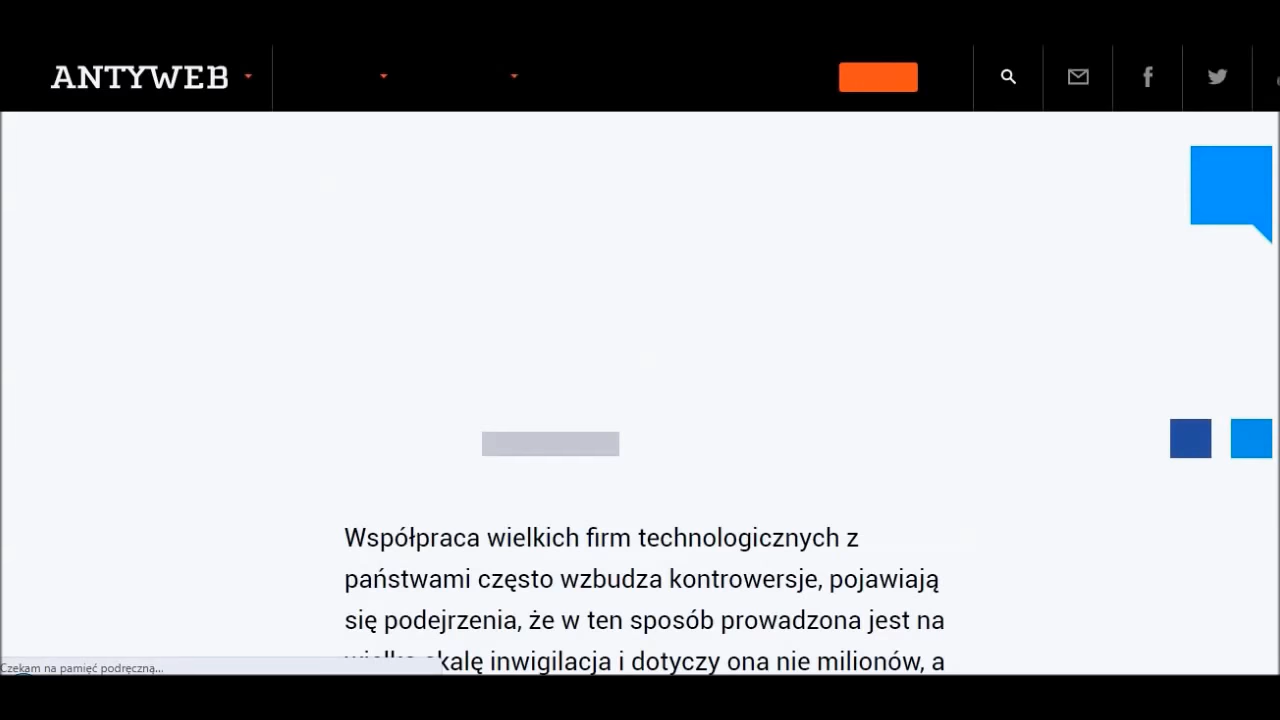 ANTYWEB
Współpraca wielkich firm technologicznych z
państwami często wzbudza kontrowersje, pojawiają
się podejrzenia, że w ten sposób prowadzona jest na
wielką skalę inwigilacja i dotyczy ona nie milionów, a
Czekam na pamięć podręczną...